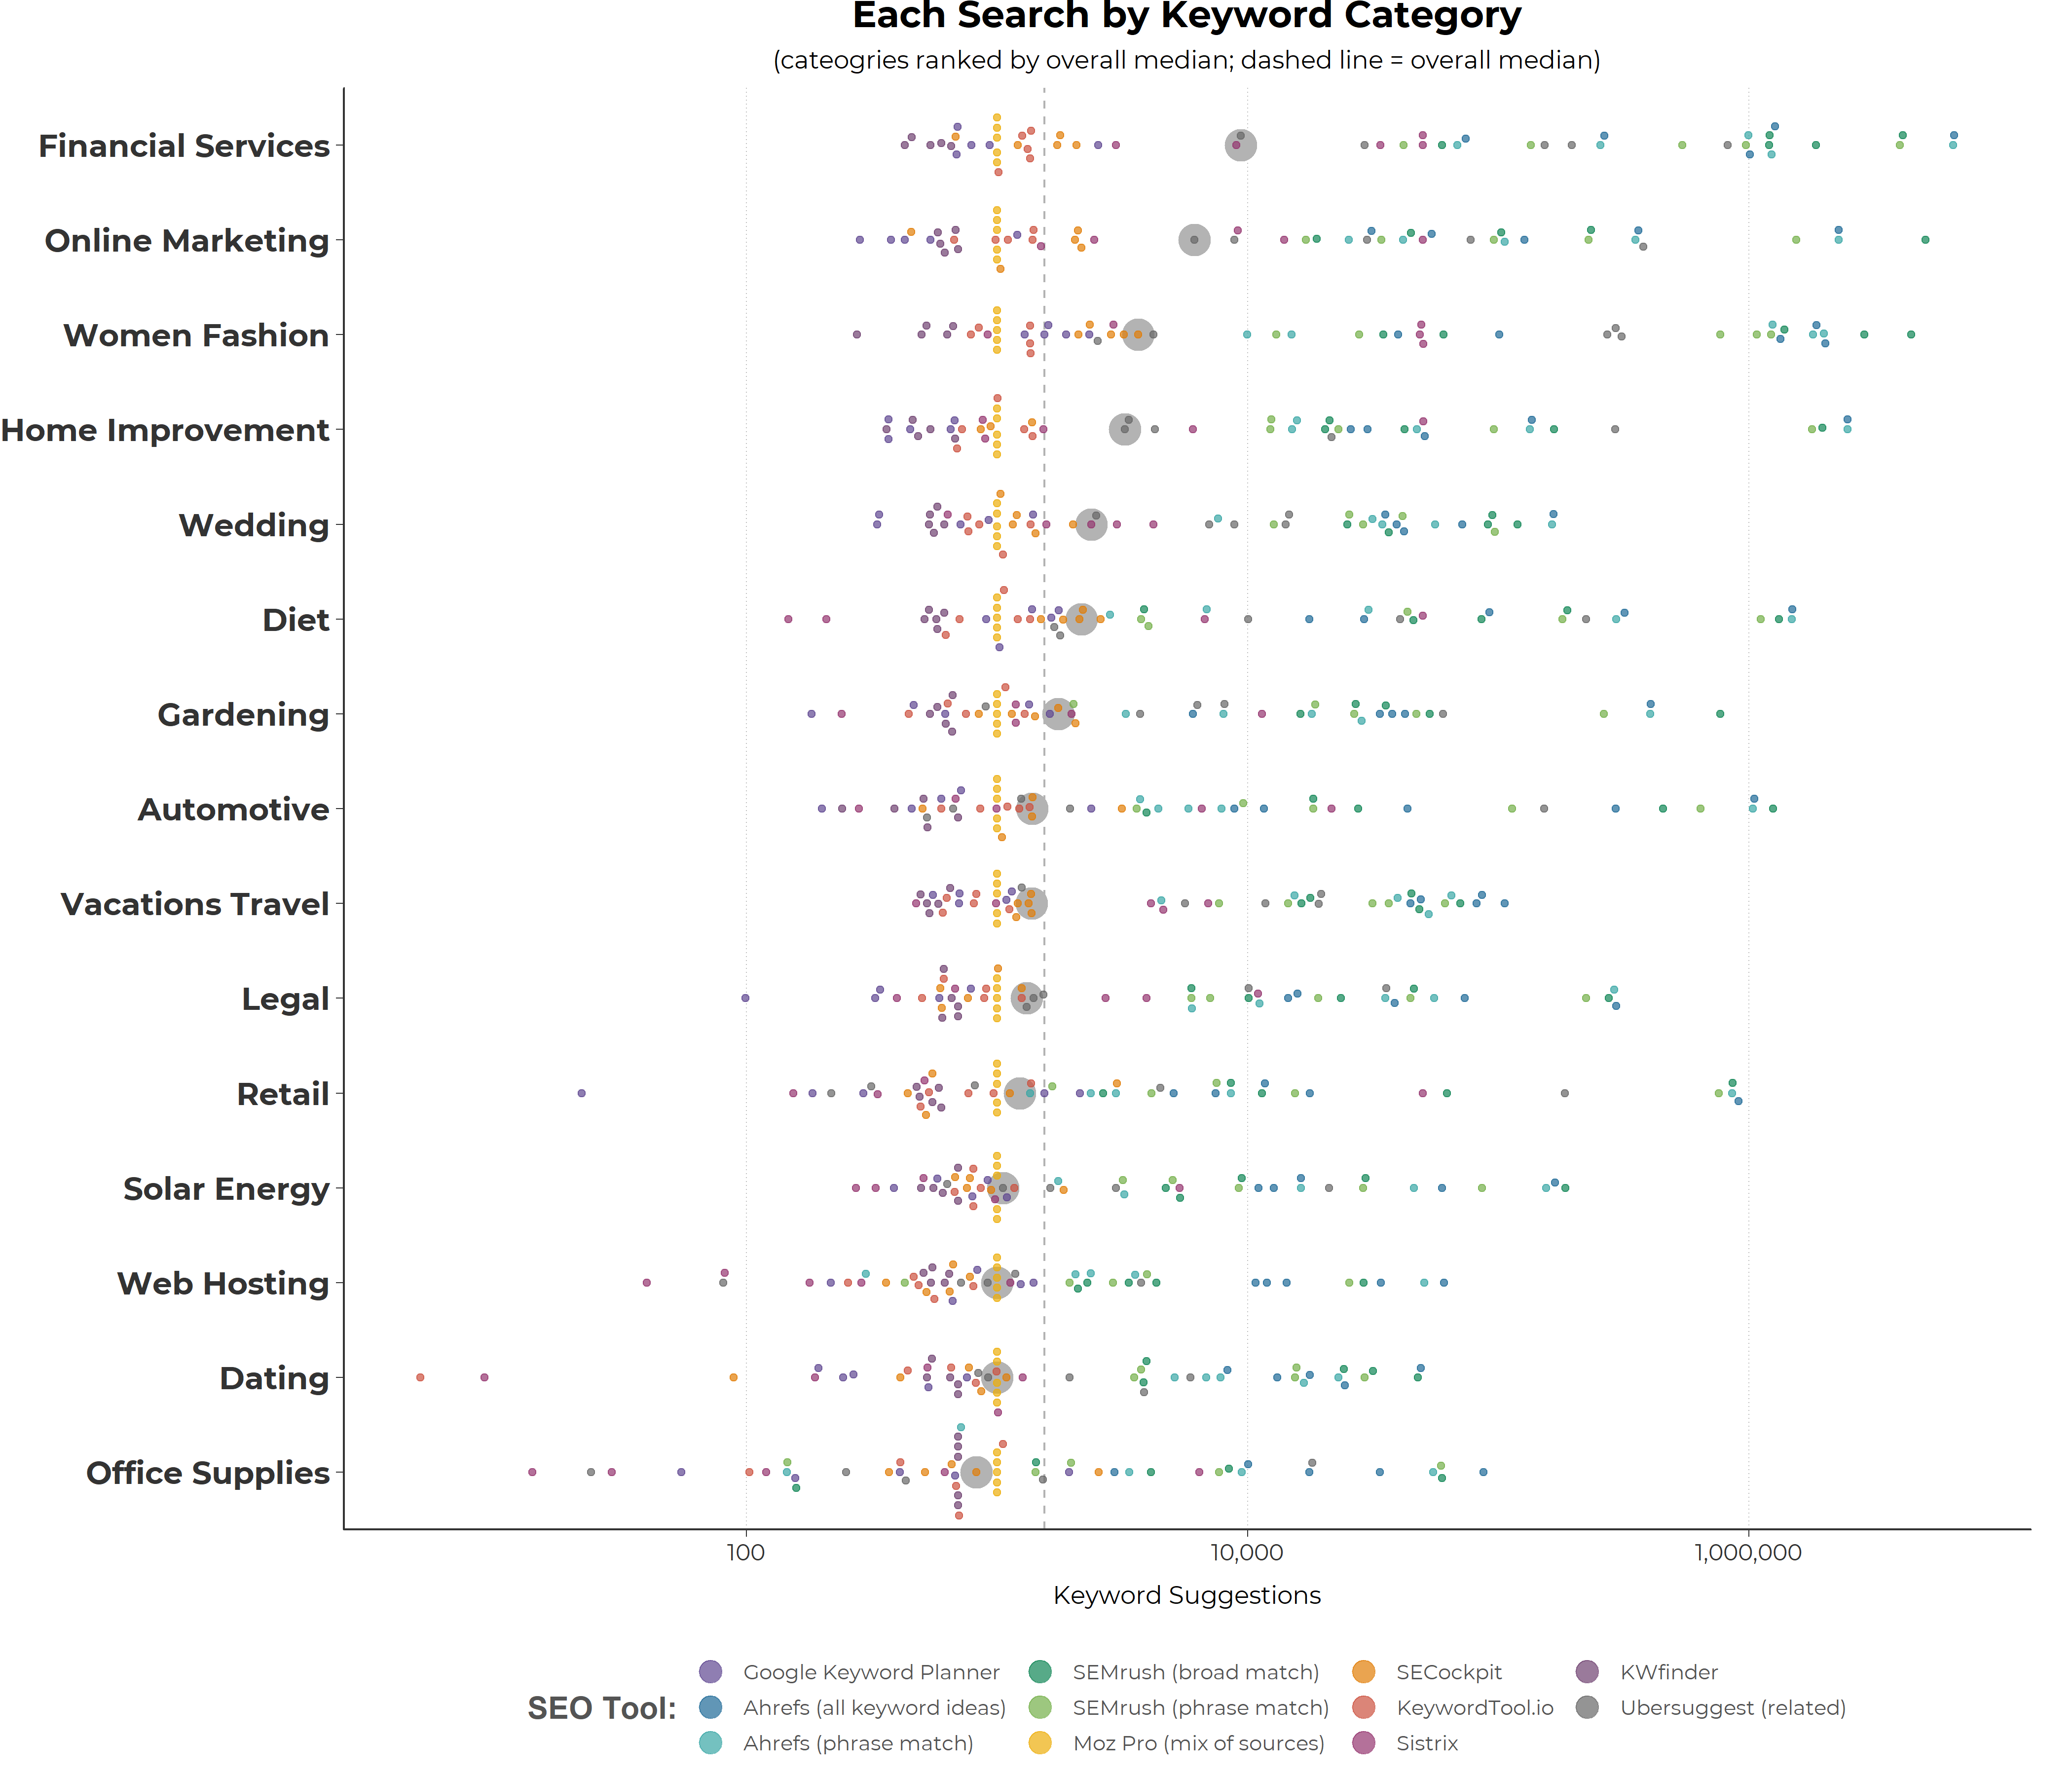 Each Search by Keyword Category
(cateogries ranked by overall median; dashed line = overall median)
Financial Services
Online Marketing
Women Fashion
Home Improvement
Wedding
Diet
Gardening
Automotive
Vacations Travel
Legal
Retail
Solar Energy
Web Hosting
Dating
Office Supplies
100 10,000 1,000,000
Keyword Suggestions
SEO Tool:
Google Keyword Planner
Ahrefs (all keyword ideas)
Ahrefs (phrase match)
SEMrush (broad match)
SEMrush (phrase match)
Moz Pro (mix of sources)
SECockpit
KeywordTool.io
Sistrix
KWfinder
Ubersuggest (related)